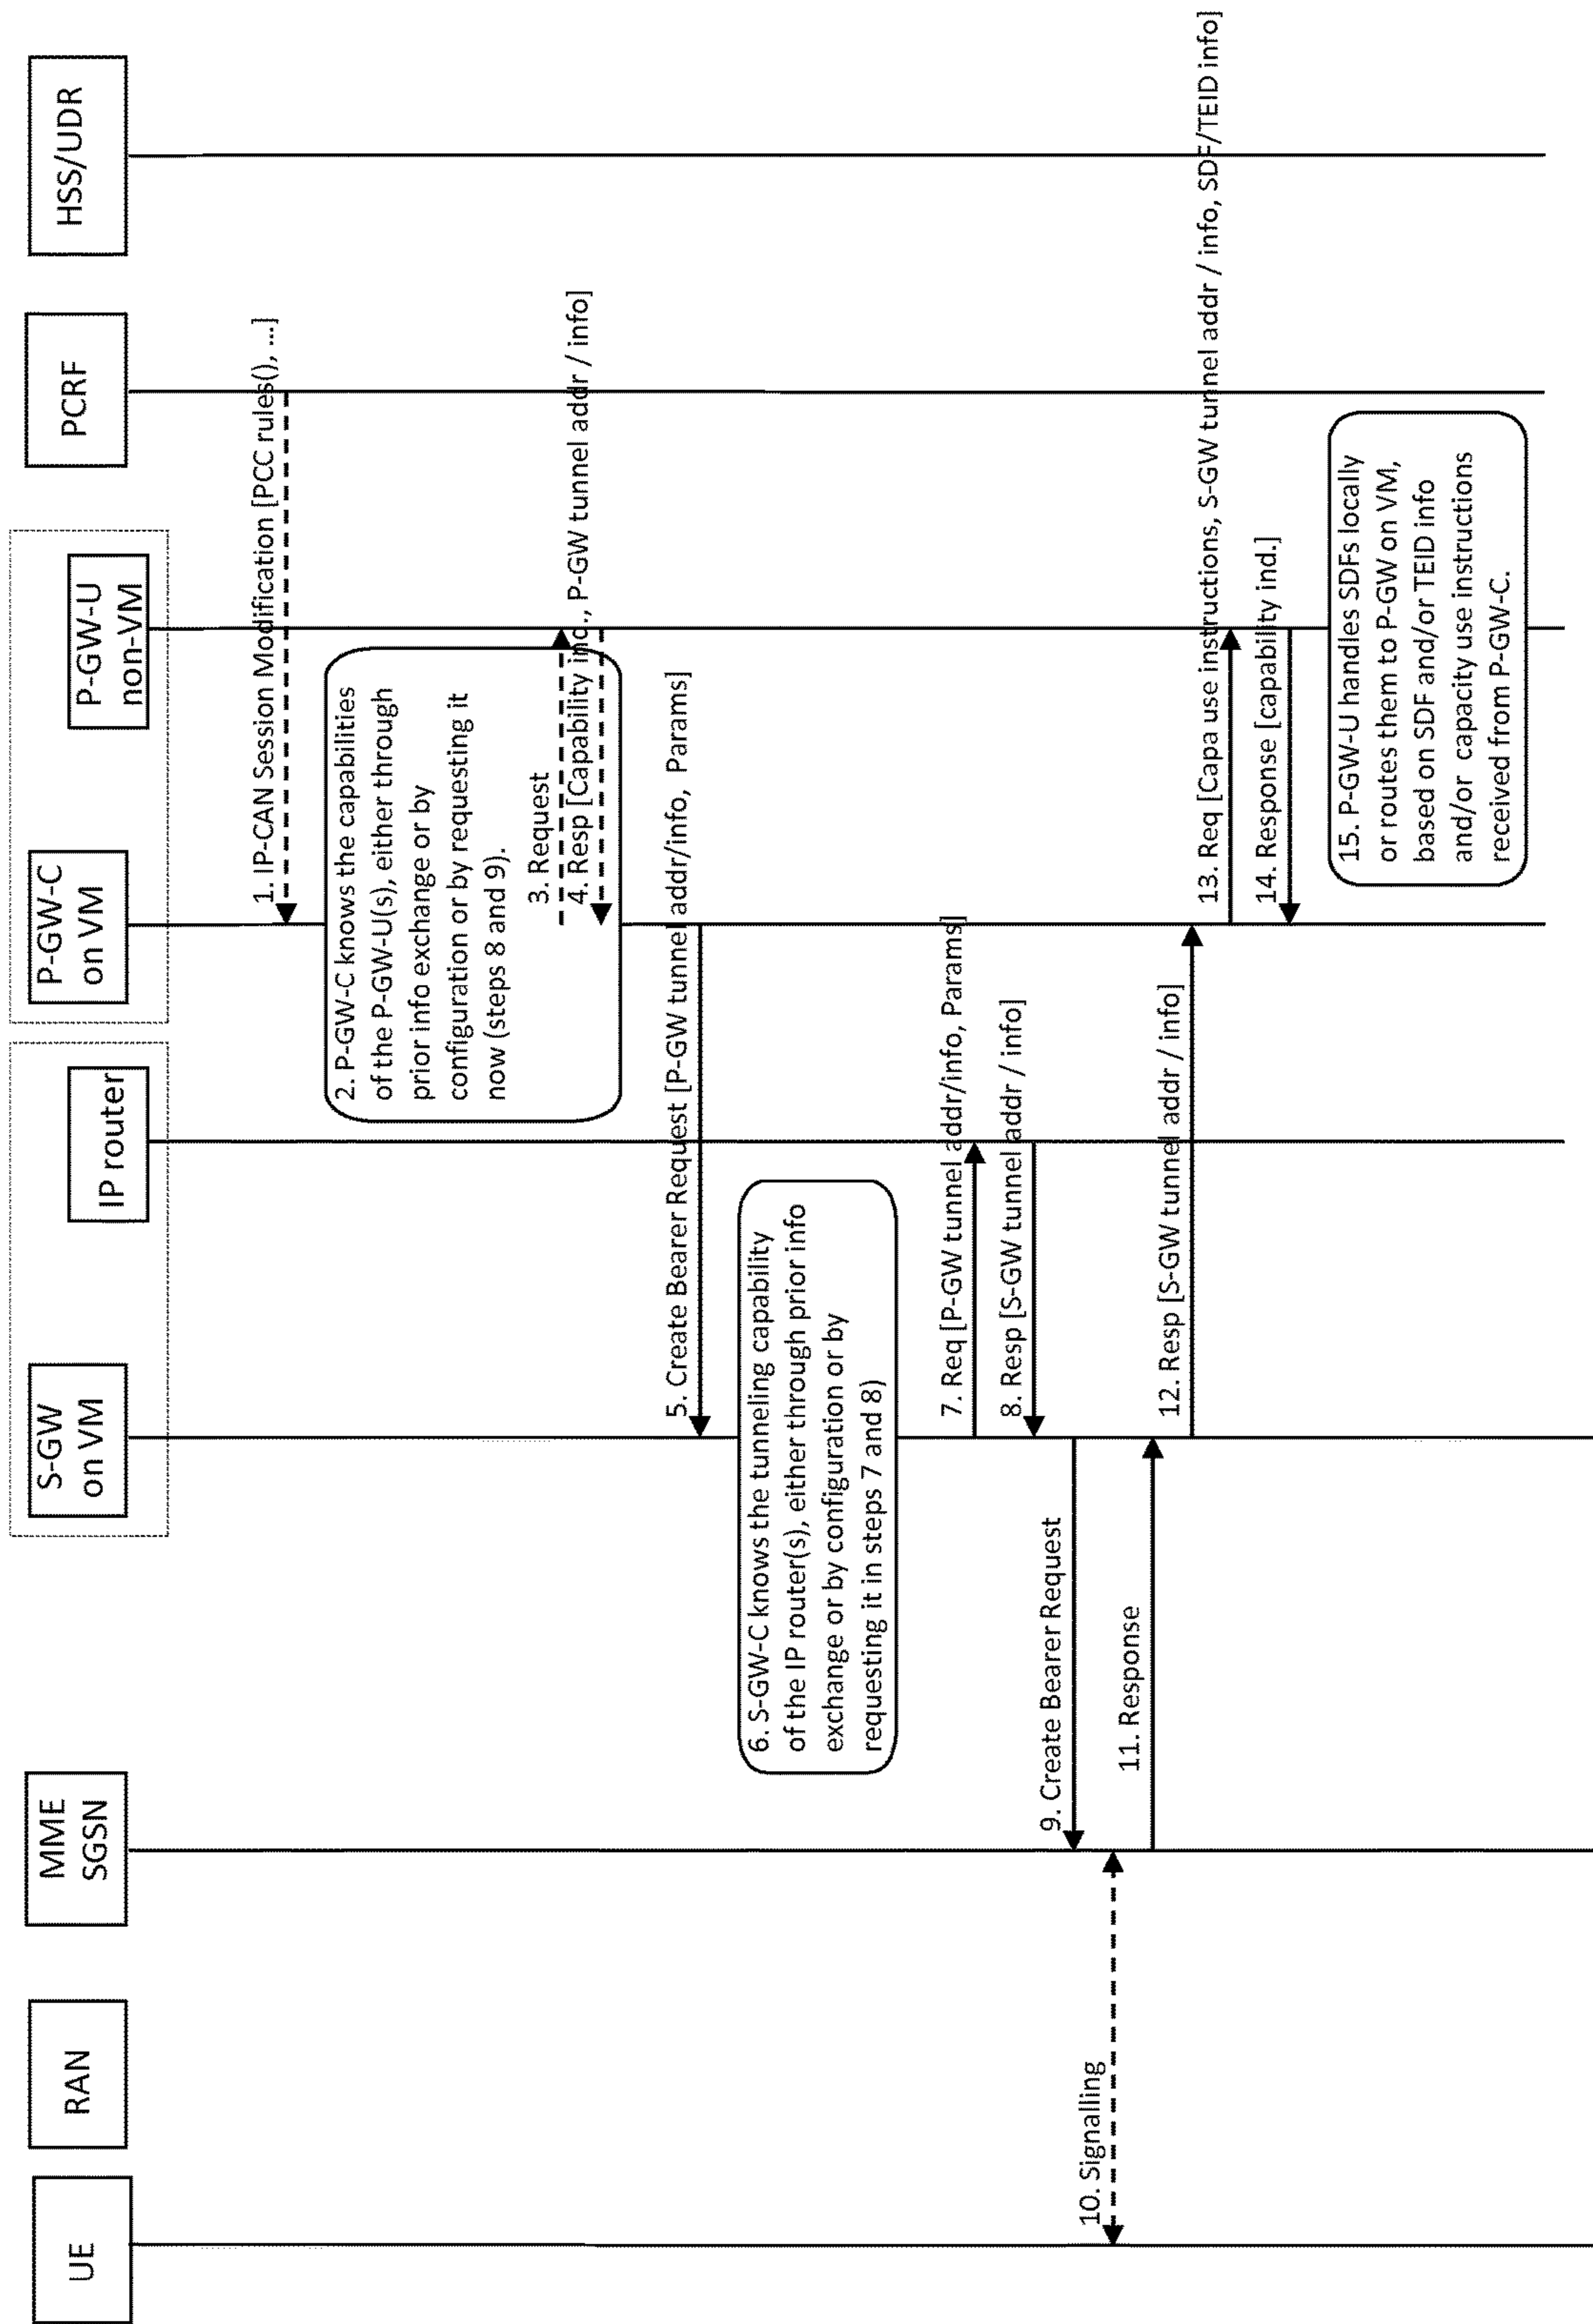 UE
RAN
MME
SGSN
S-GW
on VM
IP router
P-GW-C
on VM
P-GW-U
non-VM
PCRF
HSS/UDR
1. IP-CAN Session Modification [PCC rules(), ...]
2. P-GW-C knows the capabilities
of the P-GW-U(s), either through
prior info exchange or by
configuration or by requesting it
now (steps 8 and 9).
3. Request
4. Resp [Capability ind., P-GW tunnel addr / info]
5. Create Bearer Request [P-GW tunnel addr/info, Params]
6. S-GW-C knows the tunneling capability
of the IP router(s), either through prior info
exchange or by configuration or by
requesting it in steps 7 and 8)
7. Req [P-GW tunnel addr/info, Params]
8. Resp [S-GW tunnel addr / info]
9. Create Bearer Request
10. Signalling
11. Response
12. Resp [S-GW tunnel addr / info]
13. Req [Capa use instructions, S-GW tunnel addr / info, SDF/TEID info]
14. Response [capability ind.]
15. P-GW-U handles SDFs locally
or routes them to P-GW on VM,
based on SDF and/or TEID info
and/or capacity use instructions
received from P-GW-C.